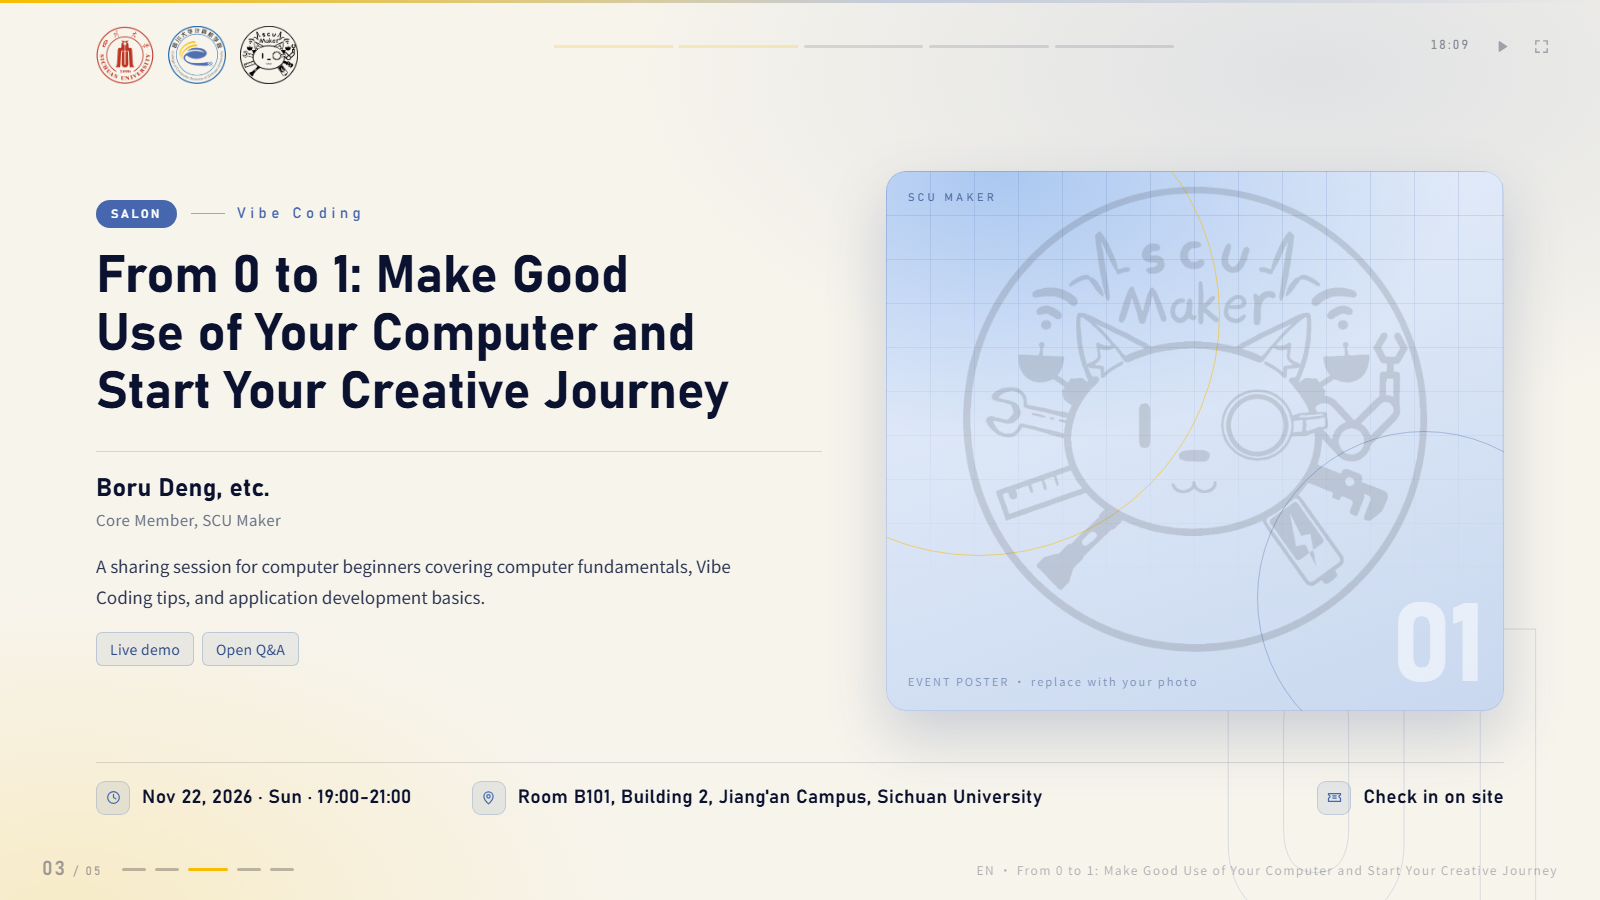 SICHUAN UNIVERSITY
scu
Maker
18:09
SALON
Vibe Coding
From 0 to 1: Make Good
Use of Your Computer and
Start Your Creative Journey
Boru Deng, etc.
Core Member, SCU Maker
A sharing session for computer beginners covering computer fundamentals, Vibe
Coding tips, and application development basics.
Live demo
Open Q&A
SCU MAKER
scu
Maker
01
EVENT POSTER • replace with your photo
Nov 22, 2026 · Sun · 19:00–21:00
Room B101, Building 2, Jiang'an Campus, Sichuan University
Check in on site
03 / 05
EN • From 0 to 1: Make Good Use of Your Computer and Start Your Creative Journey